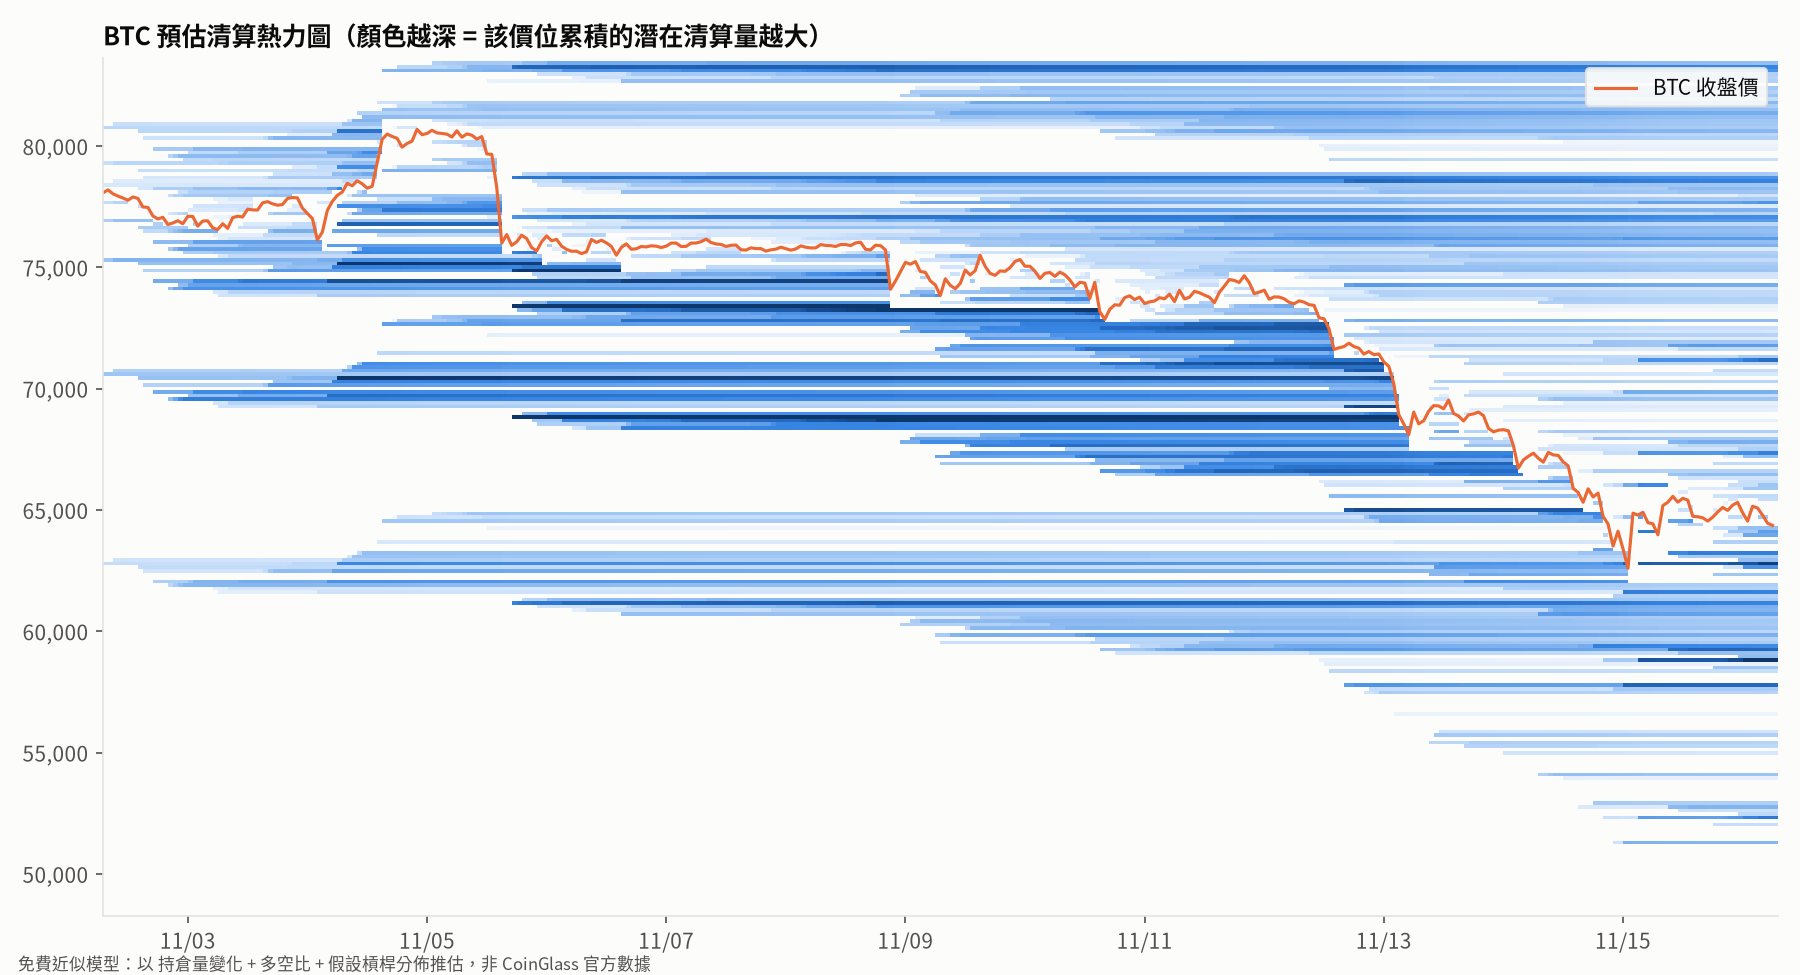 BTC 預估清算熱力圖（顏色越深 = 該價位累積的潛在清算量越大）
BTC 收盤價
80,000
75,000
70,000
65,000
60,000
55,000
50,000
11/03 11/05 11/07 11/09 11/11 11/13 11/15
免費近似模型：以 持倉量變化 + 多空比 + 假設槓桿分佈推估，非 CoinGlass 官方數據